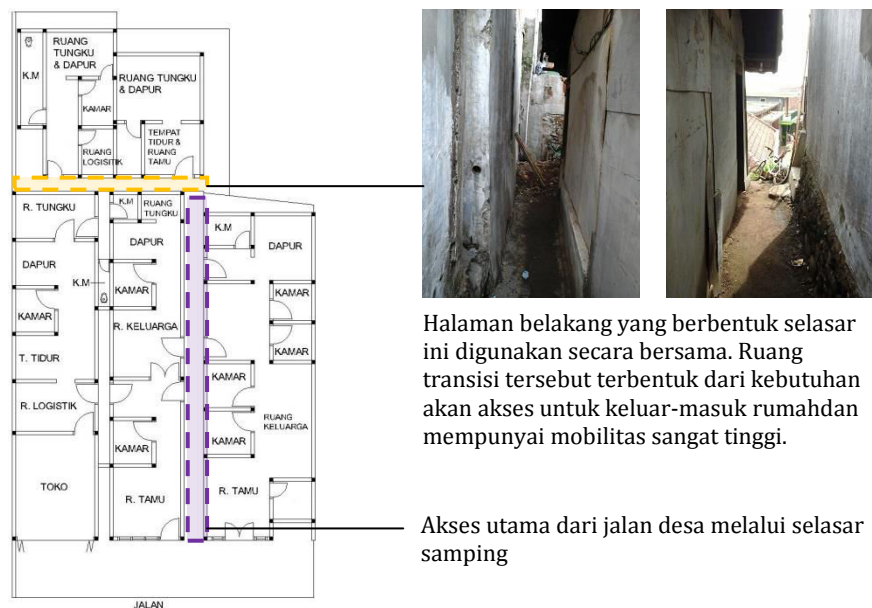 RUANG
TUNGKU
& DAPUR
K.M
KAMAR
RUANG
LOGISITIK
RUANG TUNGKU
& DAPUR
TEMPAT
TIDUR &
RUANG
TAMU
R. TUNGKU
DAPUR
K.M
KAMAR
T. TIDUR
R. LOGISTIK
TOKO
K.M
RUANG
TUNGKU
DAPUR
KAMAR
R. KELUARGA
KAMAR
R. TAMU
K.M
DAPUR
KAMAR
KAMAR
KAMAR
RUANG
KELUARGA
KAMAR
R. TAMU
JALAN
Halaman belakang yang berbentuk selasar
ini digunakan secara bersama. Ruang
transisi tersebut terbentuk dari kebutuhan
akan akses untuk keluar-masuk rumahdan
mempunyai mobilitas sangat tinggi.
Akses utama dari jalan desa melalui selasar
samping